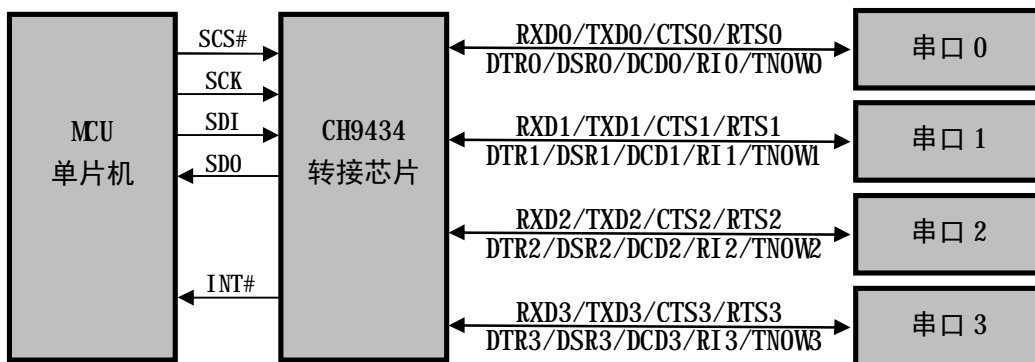 MCU
单片机
SCS#
SCK
SDI
SDO
INT#
CH9434
转接芯片
RXD0/TXD0/CTS0/RTS0
DTR0/DSR0/DCD0/RI0/TNOW0
串口 0
RXD1/TXD1/CTS1/RTS1
DTR1/DSR1/DCD1/RI1/TNOW1
串口 1
RXD2/TXD2/CTS2/RTS2
DTR2/DSR2/DCD2/RI2/TNOW2
串口 2
RXD3/TXD3/CTS3/RTS3
DTR3/DSR3/DCD3/RI3/TNOW3
串口 3